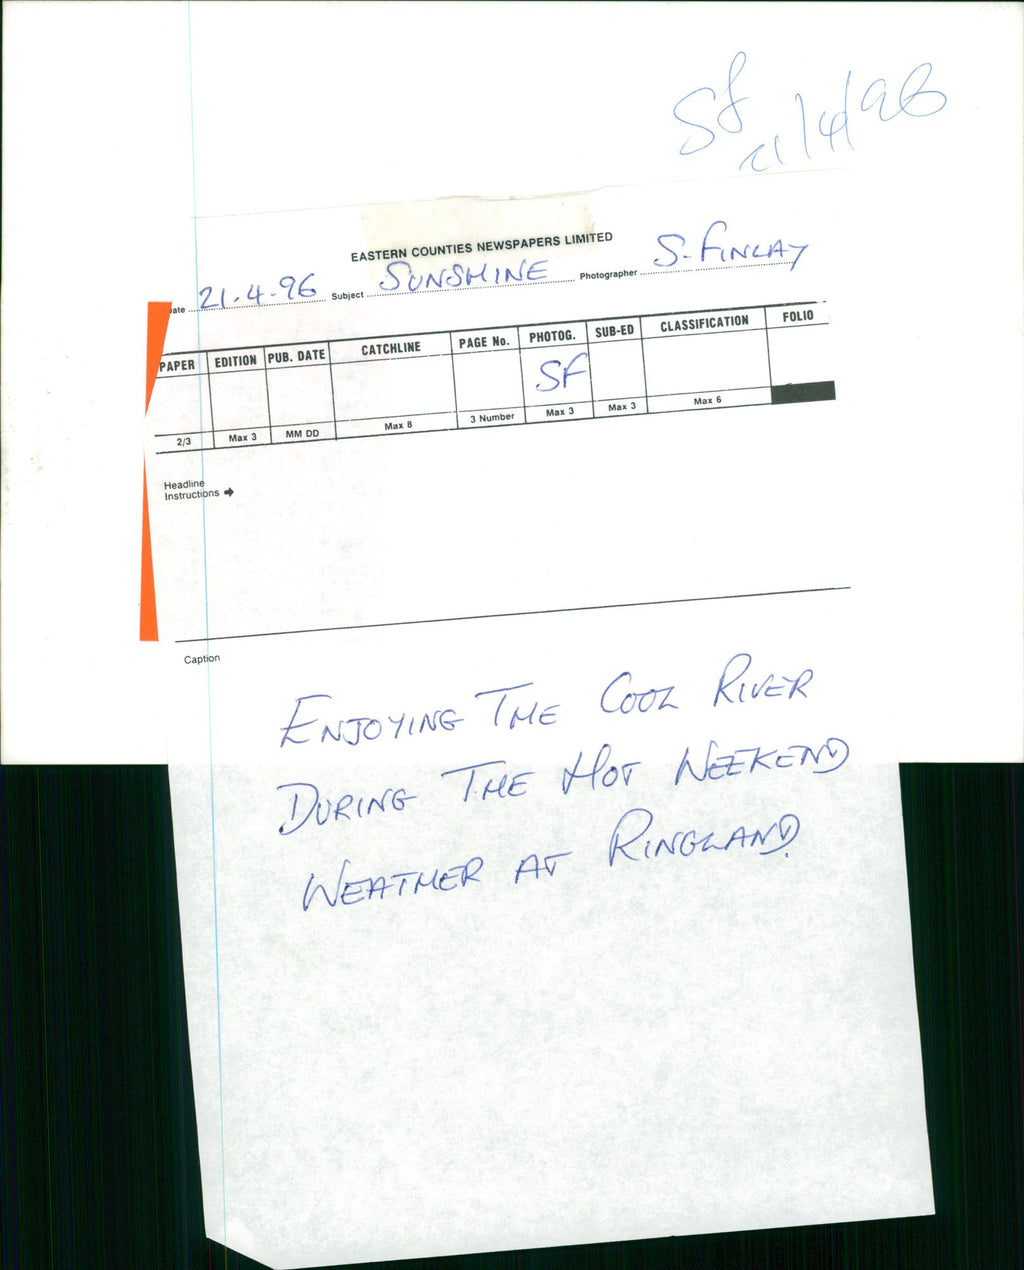 Sf 21/4/96
EASTERN COUNTIES NEWSPAPERS LIMITED
ate 21.4.96 Subject SUNSHINE Photographer S. FINLAY
PAPER EDITION PUB. DATE CATCHLINE PAGE No. PHOTOG. SUB-ED CLASSIFICATION FOLIO
SF
2/3 Max 3 MM DD Max 8 3 Number Max 3 Max 3 Max 6
Headline
Instructions ➔
Caption
ENJOYING THE COOL RIVER
DURING THE HOT WEEKEND
WEATHER AT RINGLAND.